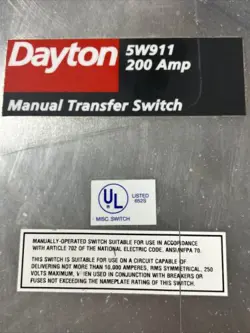 Dayton
5W911
200 Amp
Manual Transfer Switch
UL
LISTED
MISC. SWITCH
MANUALLY-OPERATED SWITCH SUITABLE FOR USE IN ACCORDANCE
WITH ARTICLE 702 OF THE NATIONAL ELECTRIC CODE. ANSI/NFPA 70.
THIS SWITCH IS SUITABLE FOR USE ON A CIRCUIT CAPABLE OF
DELIVERING NOT MORE THAN 10,000 AMPERES, RMS SYMMETRICAL, 250
VOLTS MAXIMUM, WHEN USED IN CONJUNCTION WITH BREAKERS OR
FUSES NOT EXCEEDING THE NAMEPLATE RATING OF THIS SWITCH.